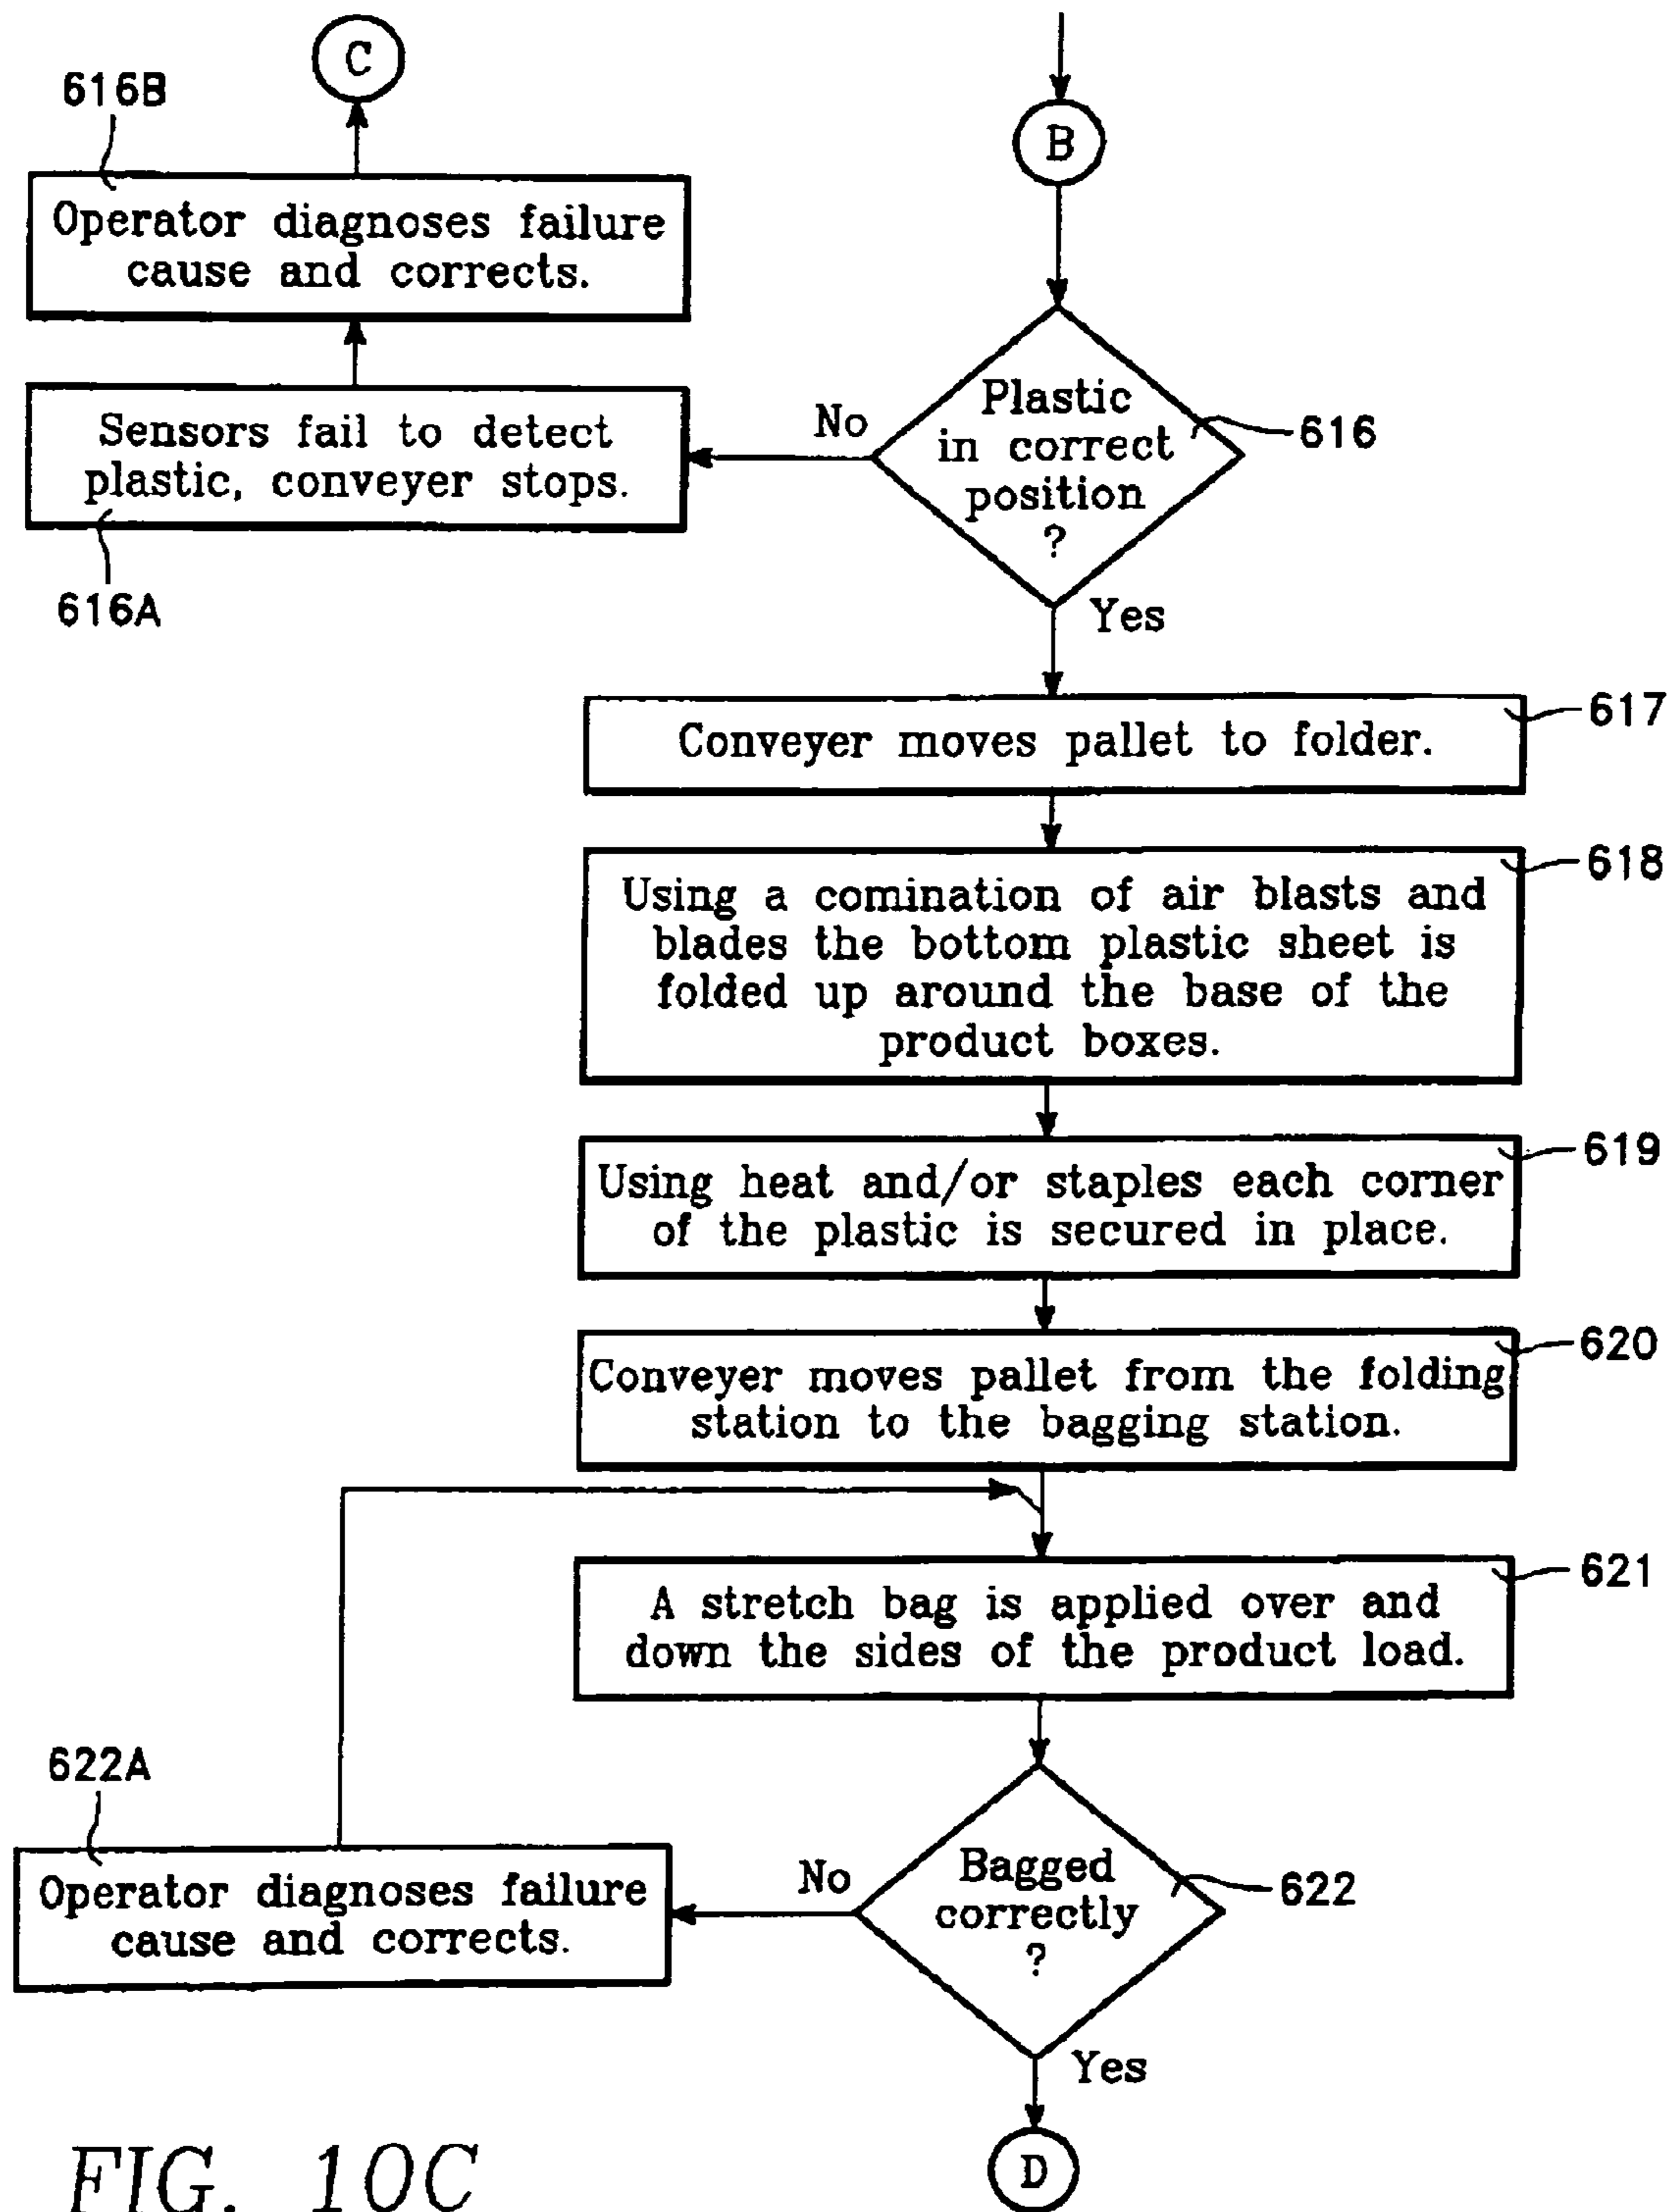 C
616B
Operator diagnoses failure
cause and corrects.
Sensors fail to detect
plastic, conveyer stops.
616A
B
No
Plastic
in correct
position
?
616
Yes
Conveyer moves pallet to folder.
617
Using a comination of air blasts and
blades the bottom plastic sheet is
folded up around the base of the
product boxes.
618
Using heat and/or staples each corner
of the plastic is secured in place.
619
Conveyer moves pallet from the folding
station to the bagging station.
620
A stretch bag is applied over and
down the sides of the product load.
621
622A
Operator diagnoses failure
cause and corrects.
No
Bagged
correctly
?
622
Yes
D
FIG. 10C